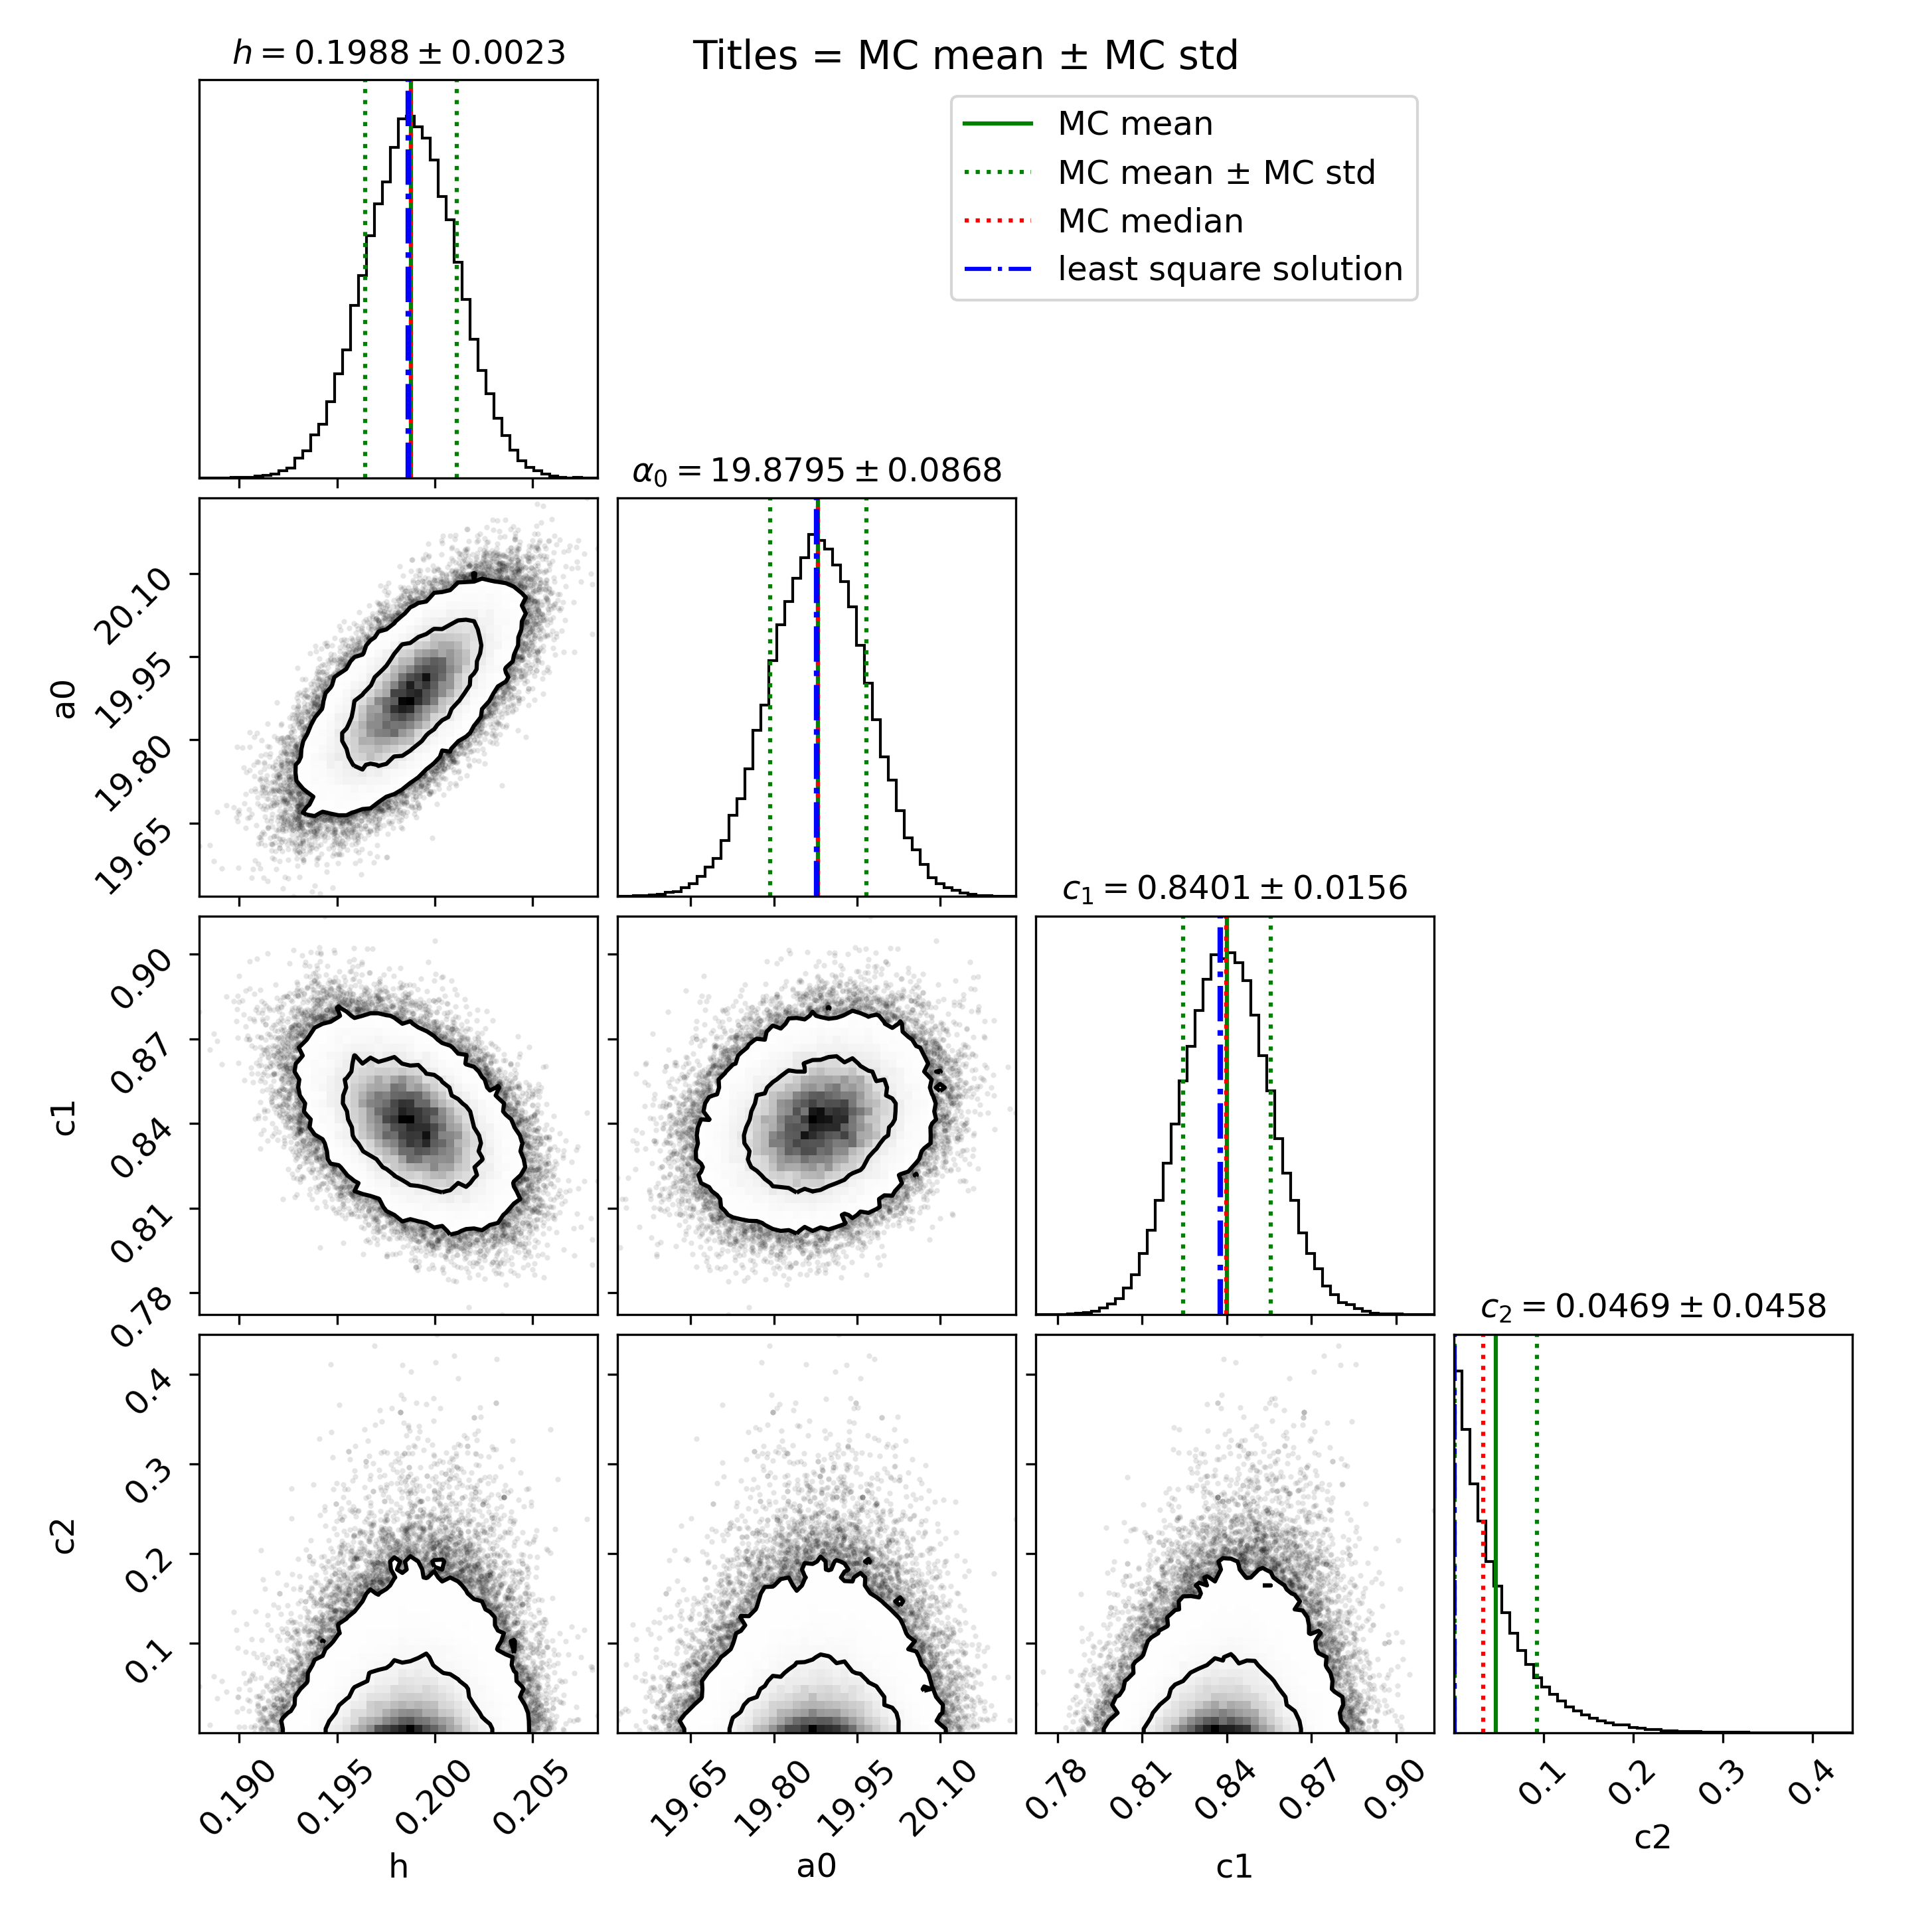 h = 0.1988 ± 0.0023
Titles = MC mean ± MC std
MC mean
MC mean ± MC std
MC median
least square solution
α₀ = 19.8795 ± 0.0868
20.10
19.95
19.80
19.65
a0
c₁ = 0.8401 ± 0.0156
0.90
0.87
0.84
0.81
0.78
c1
c₂ = 0.0469 ± 0.0458
0.4
0.3
0.2
0.1
c2
0.190 0.195 0.200 0.205
19.65 19.80 19.95 20.10
0.78 0.81 0.84 0.87 0.90
0.1 0.2 0.3 0.4
h
a0
c1
c2